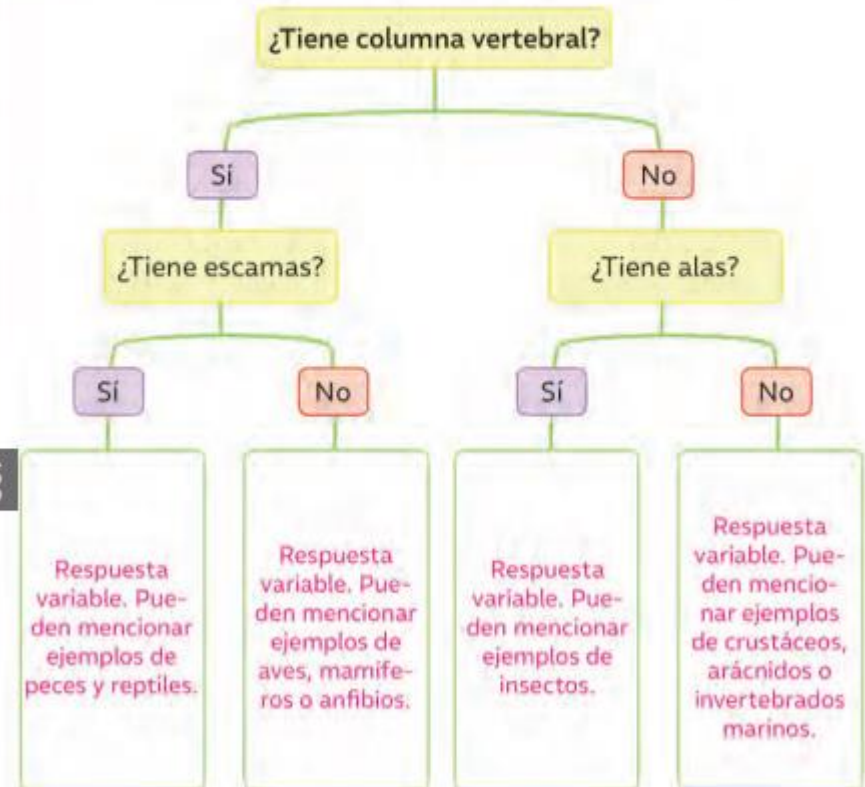 ¿Tiene columna vertebral?
Sí
No
¿Tiene escamas?
¿Tiene alas?
Sí
No
Sí
No
Respuesta
variable. Pue-
den mencionar
ejemplos de
peces y reptiles.
Respuesta
variable. Pue-
den mencionar
ejemplos de
aves, mamífe-
ros o anfibios.
Respuesta
variable. Pue-
den mencionar
ejemplos de
insectos.
Respuesta
variable. Pue-
den mencio-
nar ejemplos
de crustáceos,
arácnidos o
invertebrados
marinos.